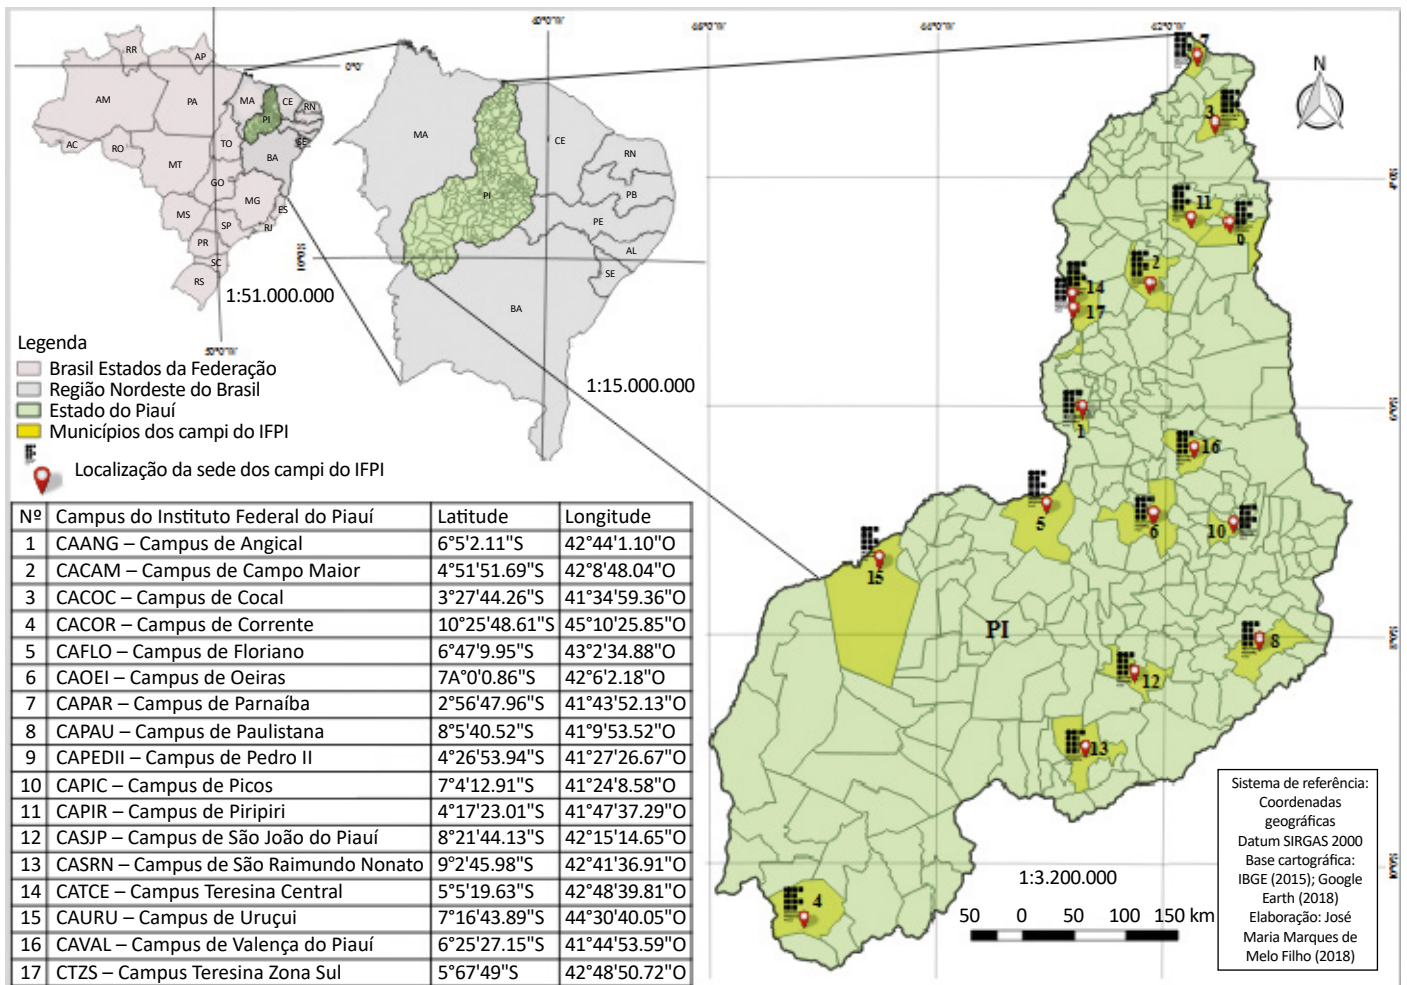 RR
AP
AM
PA
MA
CE
RN
PI
AC
RO
TO
SE
MT
BA
GO
MG
MS
ES
SP
RJ
PR
SC
RS
0°0'
1:51.000.000
MA
CE
RN
PB
PI
PE
AL
SE
BA
1:15.000.000
N
7
3
11
2
14
17
1
16
5
6
10
15
PI
8
12
13
4
Legenda
Brasil Estados da Federação
Região Nordeste do Brasil
Estado do Piauí
Municípios dos campi do IFPI
Localização da sede dos campi do IFPI
Nº Campus do Instituto Federal do Piauí Latitude Longitude
1 CAANG – Campus de Angical 6°5'2.11"S 42°44'1.10"O
2 CACAM – Campus de Campo Maior 4°51'51.69"S 42°8'48.04"O
3 CACOC – Campus de Cocal 3°27'44.26"S 41°34'59.36"O
4 CACOR – Campus de Corrente 10°25'48.61"S 45°10'25.85"O
5 CAFLO – Campus de Floriano 6°47'9.95"S 43°2'34.88"O
6 CAOEI – Campus de Oeiras 7A°0'0.86"S 42°6'2.18"O
7 CAPAR – Campus de Parnaíba 2°56'47.96"S 41°43'52.13"O
8 CAPAU – Campus de Paulistana 8°5'40.52"S 41°9'53.52"O
9 CAPEDII – Campus de Pedro II 4°26'53.94"S 41°27'26.67"O
10 CAPIC – Campus de Picos 7°4'12.91"S 41°24'8.58"O
11 CAPIR – Campus de Piripiri 4°17'23.01"S 41°47'37.29"O
12 CASJP – Campus de São João do Piauí 8°21'44.13"S 42°15'14.65"O
13 CASRN – Campus de São Raimundo Nonato 9°2'45.98"S 42°41'36.91"O
14 CATCE – Campus Teresina Central 5°5'19.63"S 42°48'39.81"O
15 CAURU – Campus de Uruçui 7°16'43.89"S 44°30'40.05"O
16 CAVAL – Campus de Valença do Piauí 6°25'27.15"S 41°44'53.59"O
17 CTZS – Campus Teresina Zona Sul 5°67'49"S 42°48'50.72"O
1:3.200.000
50 0 50 100 150 km
Sistema de referência:
Coordenadas
geográficas
Datum SIRGAS 2000
Base cartográfica:
IBGE (2015); Google
Earth (2018)
Elaboração: José
Maria Marques de
Melo Filho (2018)